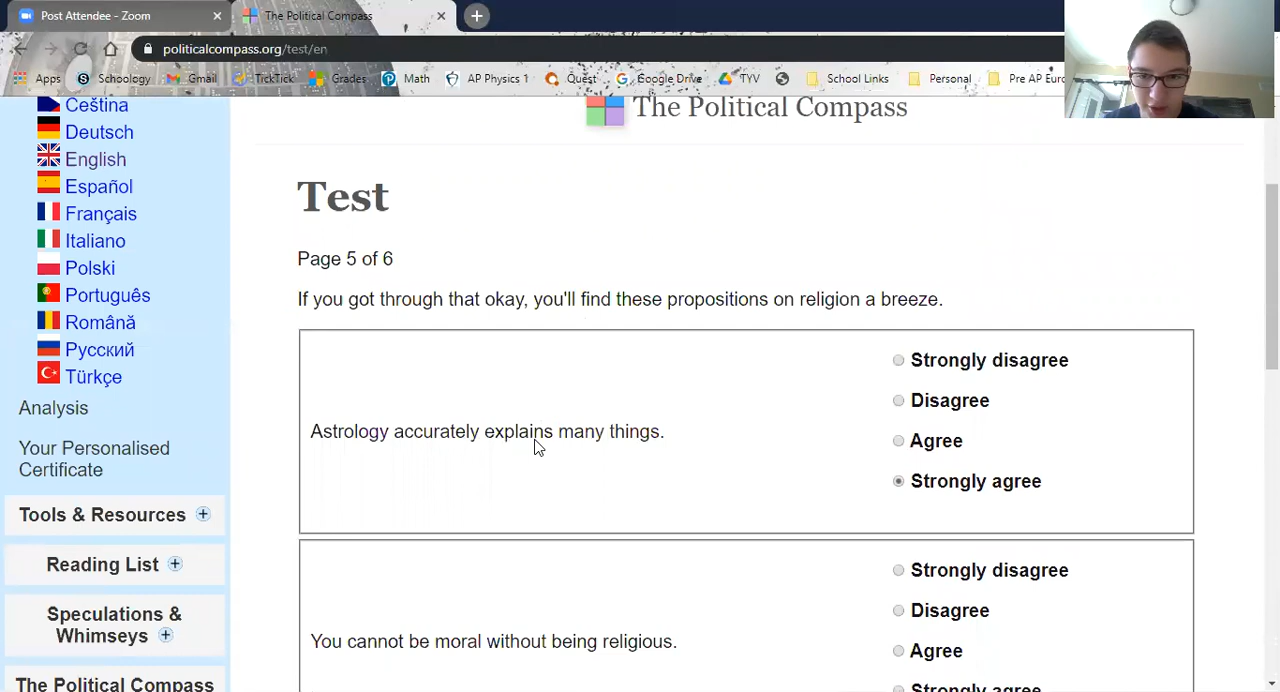 Post Attendee - Zoom
The Political Compass
politicalcompass.org/test/en
Apps
Schoology
Gmail
TickTick
Grades
Math
AP Physics 1
Quest
Google Drive
TYV
School Links
Personal
Pre AP Euro
Čeština
Deutsch
English
Español
Français
Italiano
Polski
Português
Română
Русский
Türkçe
Analysis
Your Personalised
Certificate
Tools & Resources
Reading List
Speculations &
Whimseys
The Political Compass
The Political Compass
Test
Page 5 of 6
If you got through that okay, you'll find these propositions on religion a breeze.
Astrology accurately explains many things.
Strongly disagree
Disagree
Agree
Strongly agree
You cannot be moral without being religious.
Strongly disagree
Disagree
Agree
Strongly agree